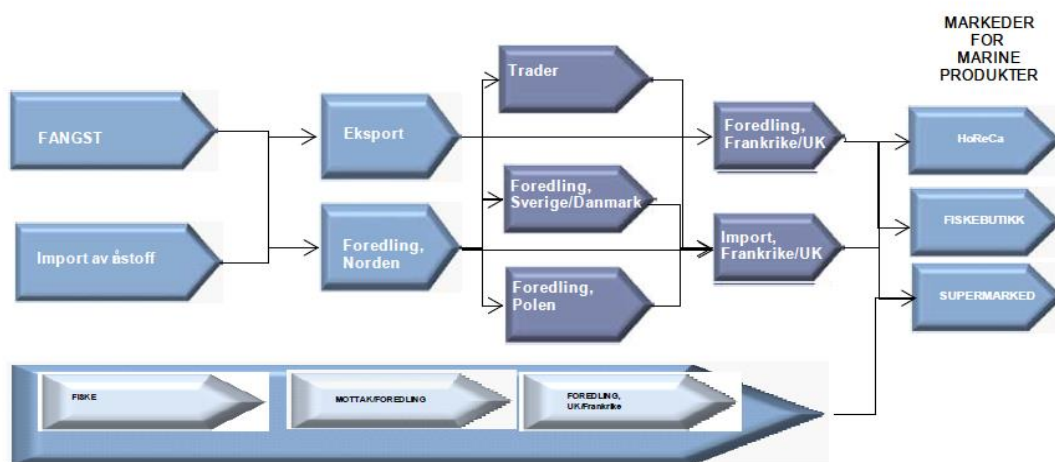 MARKEDER
FOR
MARINE
PRODUKTER
Trader
FANGST
Eksport
Foredling,
Frankrike/UK
HoReCa
Foredling,
Sverige/Danmark
FISKEBUTIKK
Import av råstoff
Foredling,
Norden
Import,
Frankrike/UK
Foredling,
Polen
SUPERMARKED
FISKE
MOTTAK/FOREDLING
FOREDLING,
UK/Frankrike